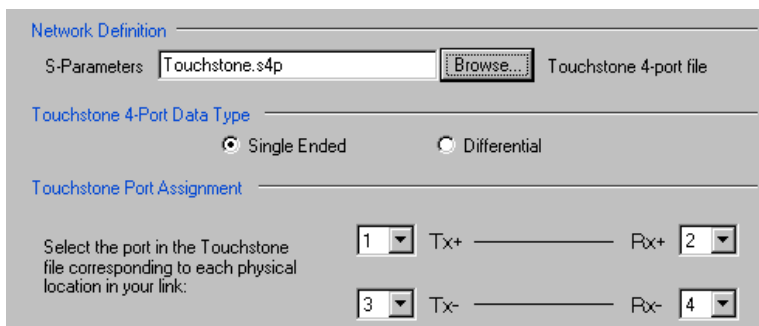 Network Definition
S-Parameters Touchstone.s4p Browse... Touchstone 4-port file
Touchstone 4-Port Data Type
Single Ended Differential
Touchstone Port Assignment
1 Tx+ Rx+ 2
Select the port in the Touchstone
file corresponding to each physical
location in your link:
3 Tx- Rx- 4